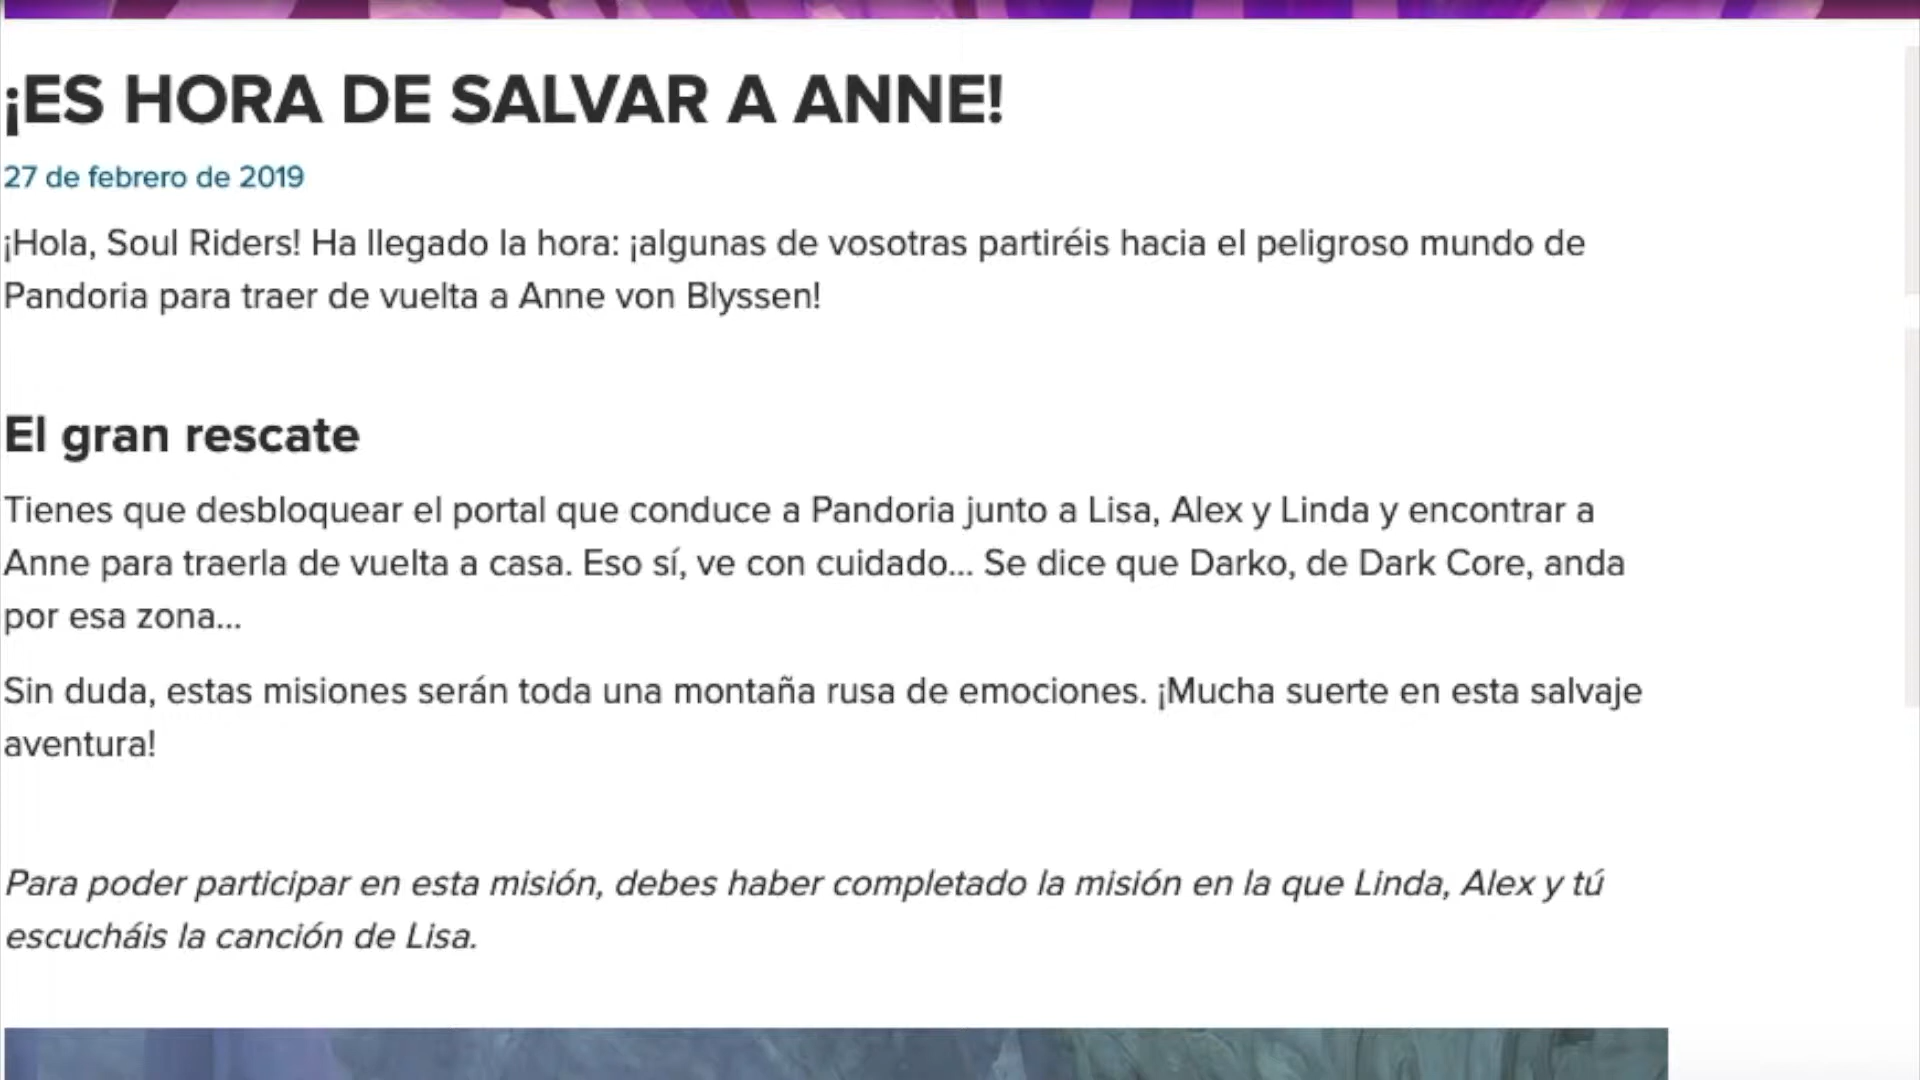 ¡ES HORA DE SALVAR A ANNE!
27 de febrero de 2019
¡Hola, Soul Riders! Ha llegado la hora: ¡algunas de vosotras partiréis hacia el peligroso mundo de
Pandoria para traer de vuelta a Anne von Blyssen!
El gran rescate
Tienes que desbloquear el portal que conduce a Pandoria junto a Lisa, Alex y Linda y encontrar a
Anne para traerla de vuelta a casa. Eso sí, ve con cuidado... Se dice que Darko, de Dark Core, anda
por esa zona...
Sin duda, estas misiones serán toda una montaña rusa de emociones. ¡Mucha suerte en esta salvaje
aventura!
Para poder participar en esta misión, debes haber completado la misión en la que Linda, Alex y tú
escucháis la canción de Lisa.